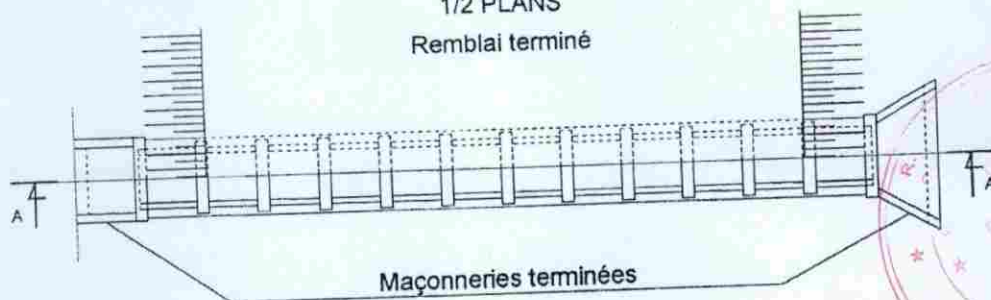 1/2 PLANS
Remblai terminé
A
A
Maçonneries terminées
R.